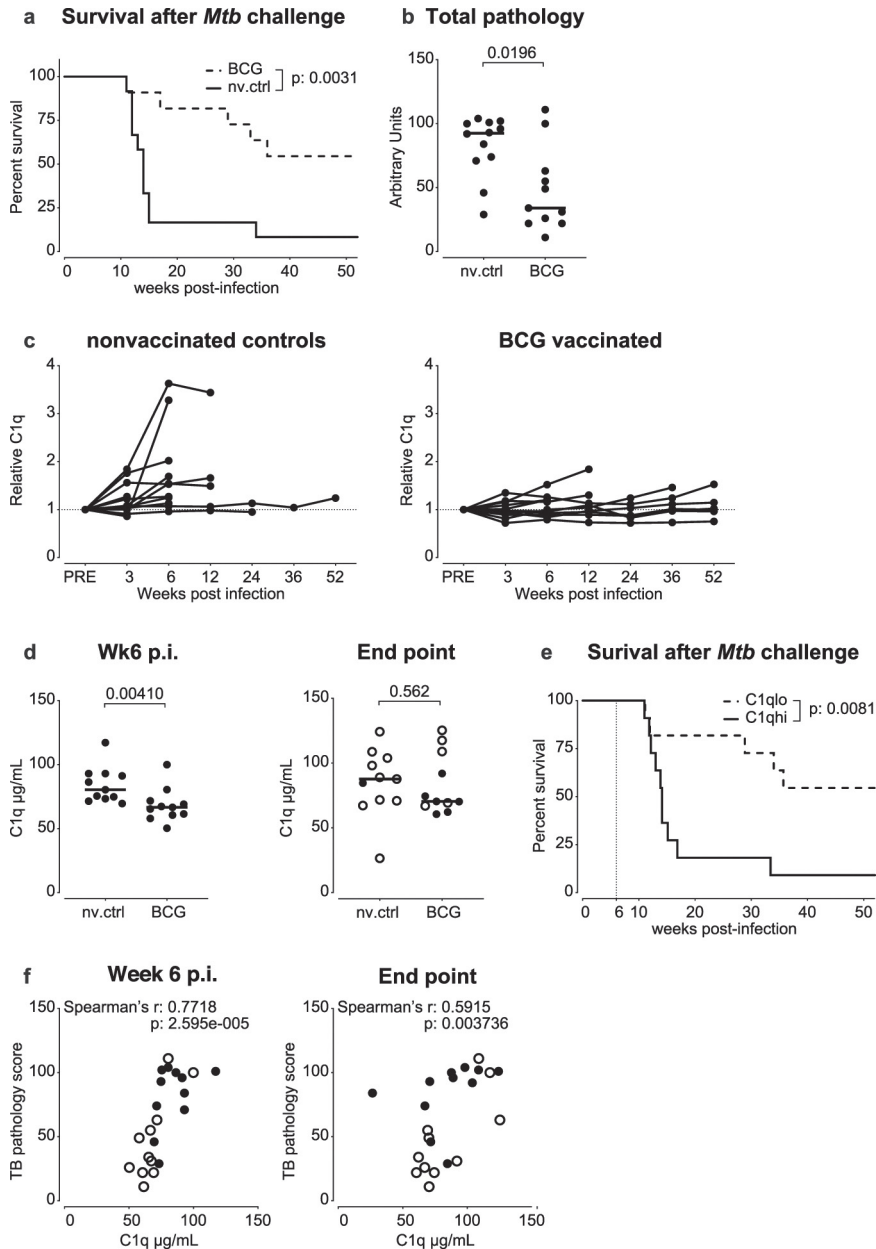 a Survival after Mtb challenge
100
75
50
25
0
Percent survival
BCG
nv.ctrl
p: 0.0031
0 10 20 30 40 50
weeks post-infection
b Total pathology
0.0196
150
100
50
0
Arbitrary Units
nv.ctrl BCG
c nonvaccinated controls
4
3
2
1
0
Relative C1q
PRE 3 6 12 24 36 52
Weeks post infection
BCG vaccinated
4
3
2
1
0
Relative C1q
PRE 3 6 12 24 36 52
Weeks post infection
d Wk6 p.i.
0.00410
150
100
50
0
C1q µg/mL
nv.ctrl BCG
End point
0.562
150
100
50
0
C1q µg/mL
nv.ctrl BCG
e Surival after Mtb challenge
100
75
50
25
0
Percent survival
C1qlo
C1qhi
p: 0.0081
0 6 10 20 30 40 50
weeks post-infection
f Week 6 p.i.
Spearman's r: 0.7718
p: 2.595e-005
150
100
50
0
TB pathology score
0 50 100 150
C1q µg/mL
End point
Spearman's r: 0.5915
p: 0.003736
150
100
50
0
TB pathology score
0 50 100 150
C1q µg/mL